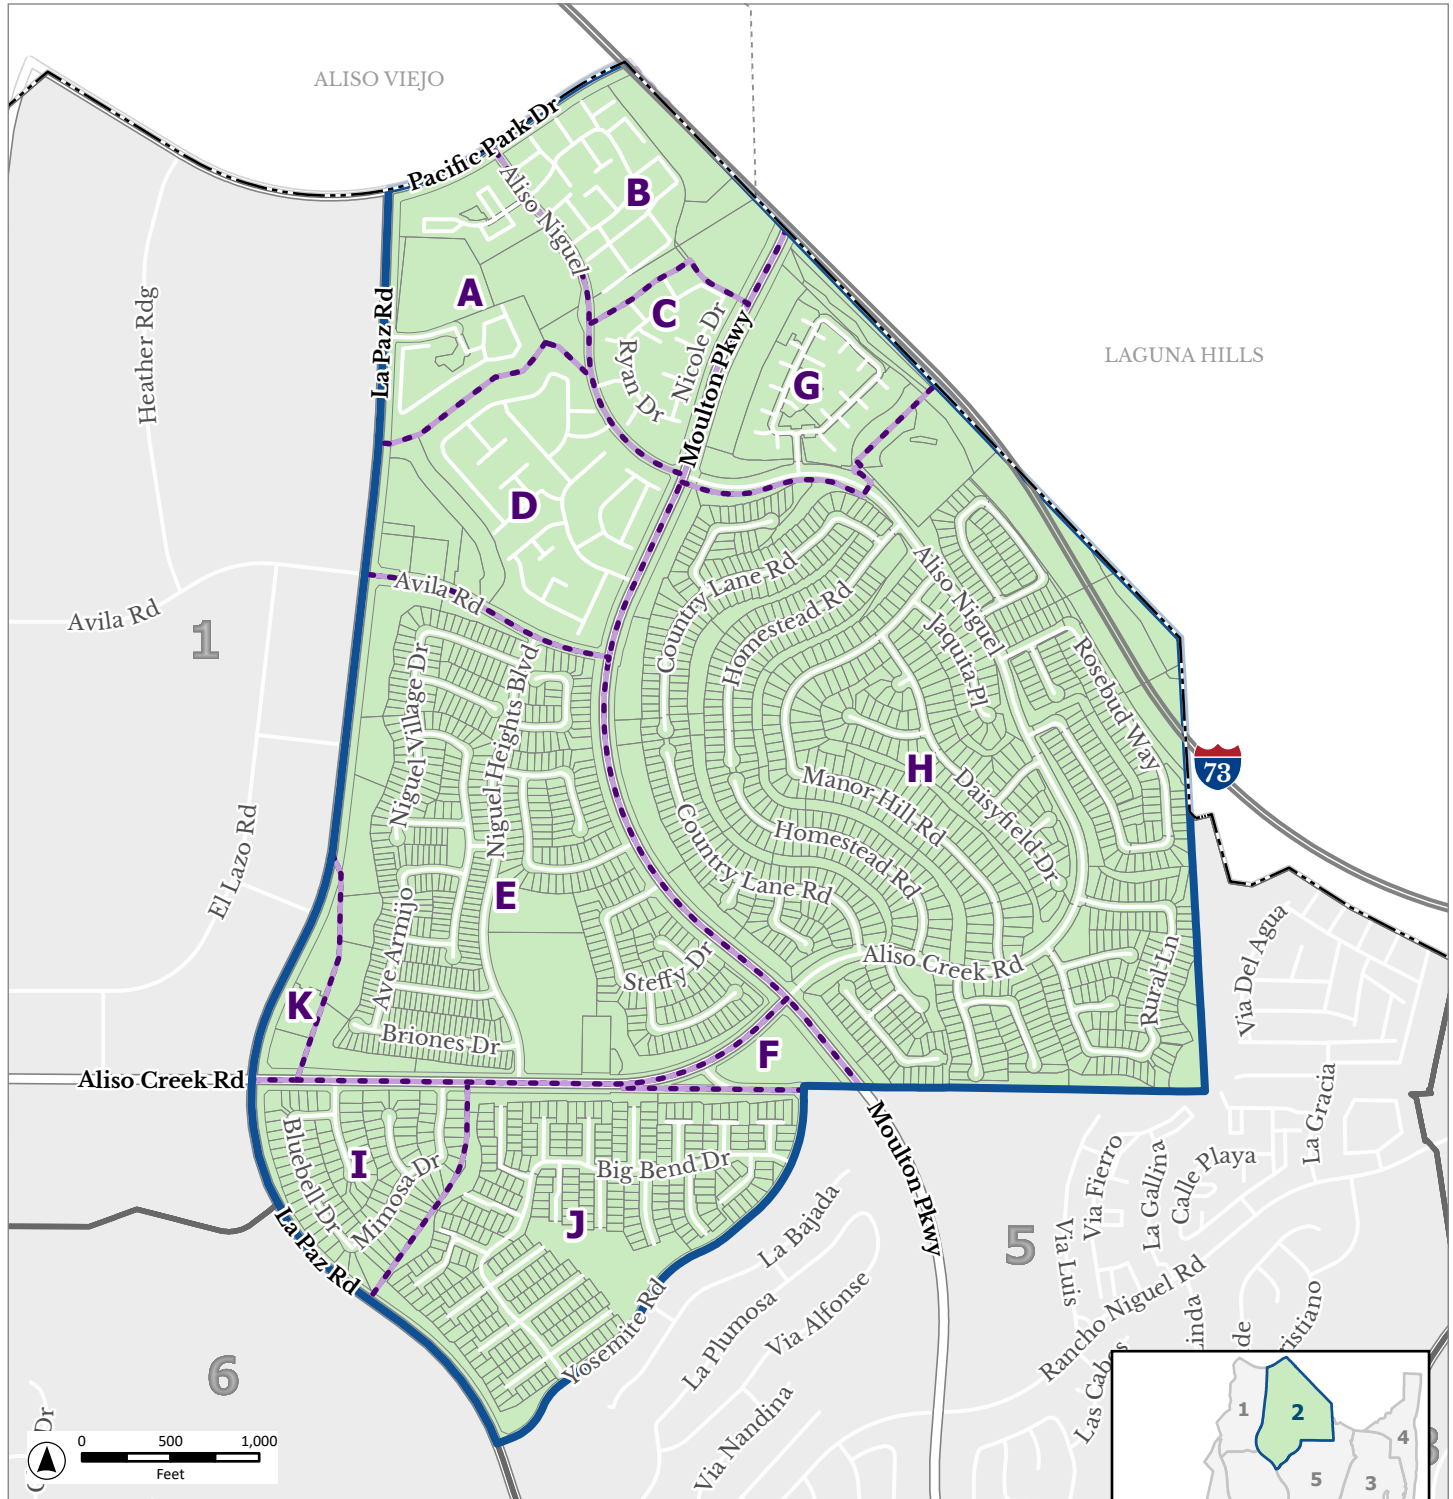 ALISO VIEJO
Pacific Park Dr
Aliso Niguel
B
A
C
La Paz Rd
Heather Rdg
Ryan Dr
Nicole Dr
Moulton Pkwy
G
LAGUNA HILLS
D
Avila Rd
Avila Rd
1
Country Lane Rd
Homestead Rd
Aliso Niguel
Jaquita Pl
Rosebud Way
Niguel Village Dr
Niguel Heights Blvd
H
73
Manor Hill Rd
Daisyfield Dr
Country Lane Rd
Homestead Rd
El Lazo Rd
E
Ave Armijo
Steffy Dr
Aliso Creek Rd
Rural Ln
Via Del Agua
K
Briones Dr
F
Aliso Creek Rd
Bluebell Dr
I
Mimosa Dr
Big Bend Dr
J
La Paz Rd
Moulton Pkwy
La Gracia
Via Fierro
La Gallina
Calle Playa
Via Luis
5
La Bajada
Rancho Niguel Rd
La Plumosa
Via Alfonse
Yosemite Rd
6
Via Nandina
Las Cabos
Linda
de
ristiano
Dr
0 500 1,000
Feet
1
2
4
5
3